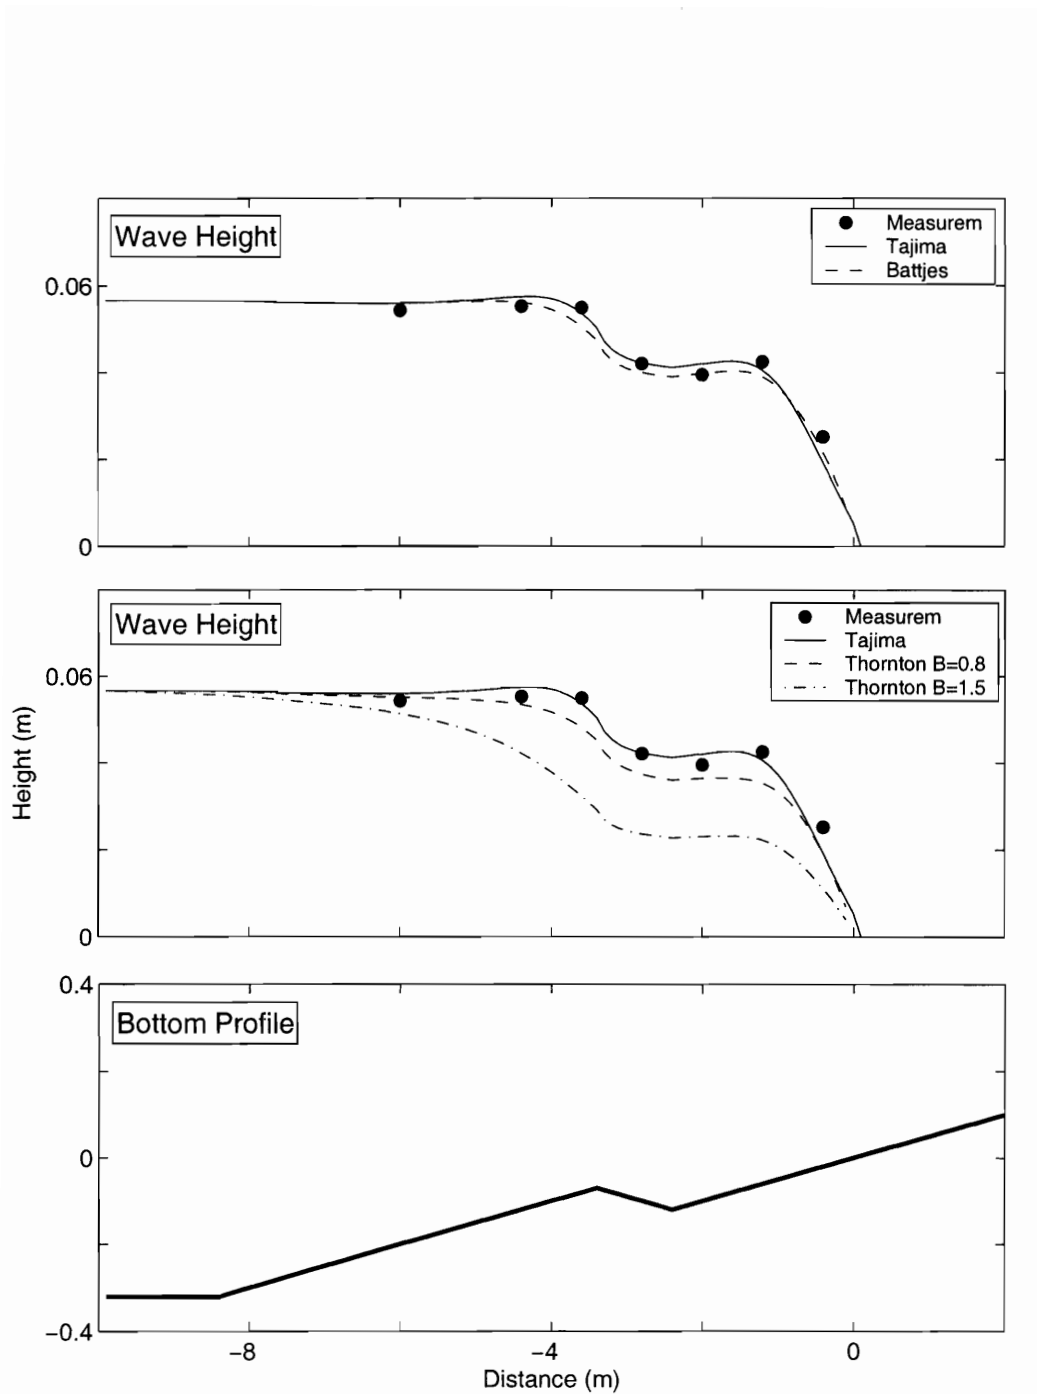 Wave Height
Measurem
Tajima
Battjes
0.06
0
Wave Height
Measurem
Tajima
Thornton B=0.8
Thornton B=1.5
0.06
0
Height (m)
0.4
Bottom Profile
0
−0.4
−8
−4
0
Distance (m)